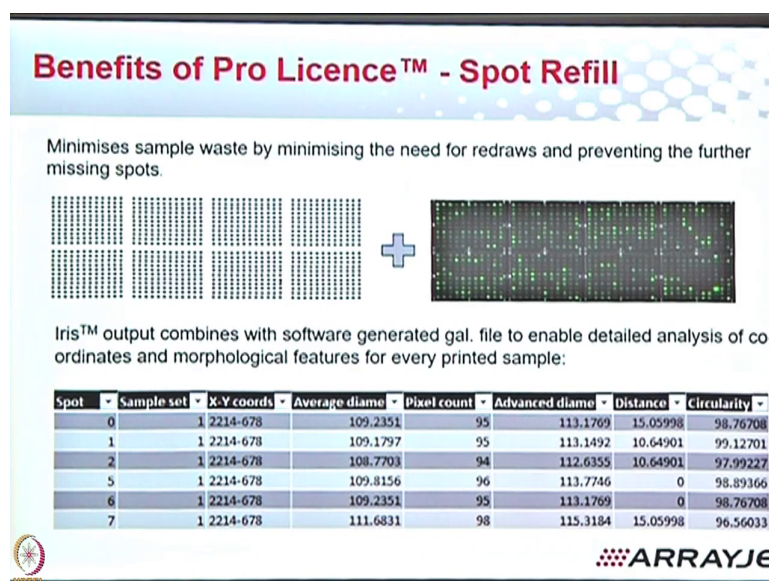 Benefits of Pro Licence™ - Spot Refill
Minimises sample waste by minimising the need for redraws and preventing the further
missing spots.
Iris™ output combines with software generated gal. file to enable detailed analysis of co
ordinates and morphological features for every printed sample:
Spot Sample set X-Y coords Average diame Pixel count Advanced diame Distance Circularity
0 1 2214-678 109.2351 95 113.1769 15.05998 98.76708
1 1 2214-678 109.1797 95 113.1492 10.64901 99.12701
2 1 2214-678 108.7703 94 112.6355 10.64901 97.99227
5 1 2214-678 109.8156 96 113.7746 0 98.89366
6 1 2214-678 109.2351 95 113.1769 0 98.76708
7 1 2214-678 111.6831 98 115.3184 15.05998 96.56033
ARRAYJE